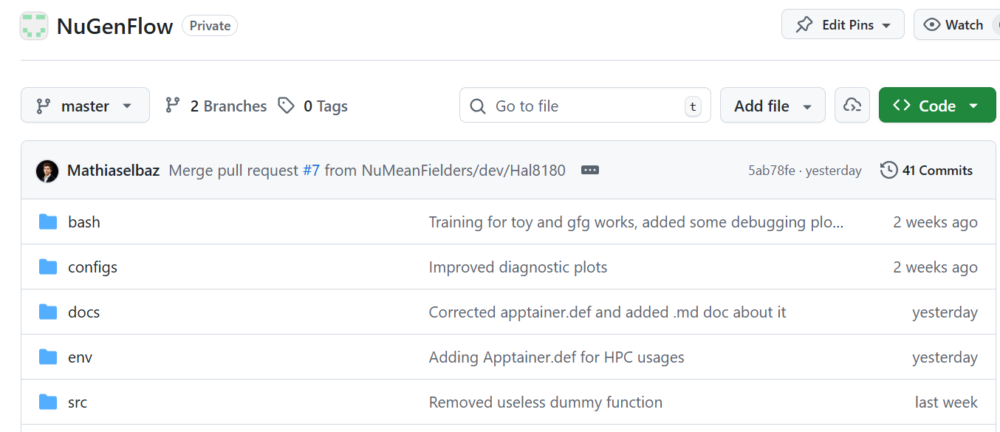 NuGenFlow Private Edit Pins Watch
master 2 Branches 0 Tags Go to file t Add file Code
Mathiaselbaz Merge pull request #7 from NuMeanFielders/dev/Hal8180 5ab78fe · yesterday 41 Commits
bash Training for toy and gfg works, added some debugging plo... 2 weeks ago
configs Improved diagnostic plots 2 weeks ago
docs Corrected apptainer.def and added .md doc about it yesterday
env Adding Apptainer.def for HPC usages yesterday
src Removed useless dummy function last week